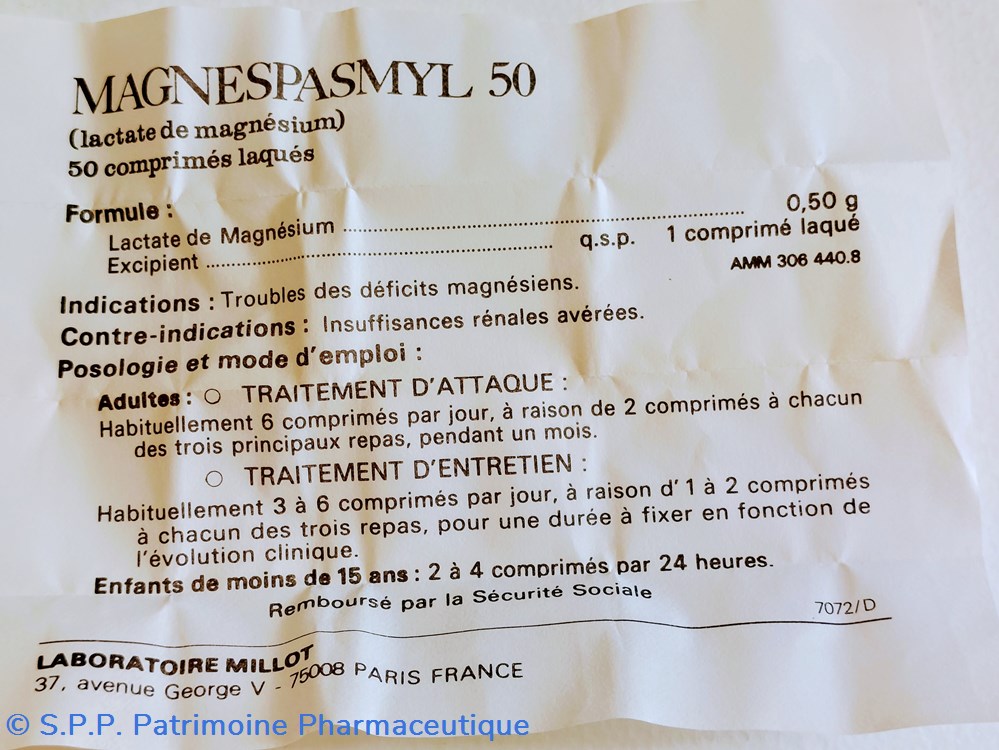 MAGNESPASMYL 50
(lactate de magnésium)
50 comprimés laqués
Formule :
Lactate de Magnésium ........ 0,50 g
Excipient ........ q.s.p. 1 comprimé laqué
AMM 306 440.8
Indications : Troubles des déficits magnésiens.
Contre-indications : Insuffisances rénales avérées.
Posologie et mode d'emploi :
Adultes : O TRAITEMENT D'ATTAQUE :
Habituellement 6 comprimés par jour, à raison de 2 comprimés à chacun
des trois principaux repas, pendant un mois.
O TRAITEMENT D'ENTRETIEN :
Habituellement 3 à 6 comprimés par jour, à raison d'1 à 2 comprimés
à chacun des trois repas, pour une durée à fixer en fonction de
l'évolution clinique.
Enfants de moins de 15 ans : 2 à 4 comprimés par 24 heures.
Remboursé par la Sécurité Sociale
7072/D
LABORATOIRE MILLOT
37, avenue George V - 75008 PARIS FRANCE
© S.P.P. Patrimoine Pharmaceutique